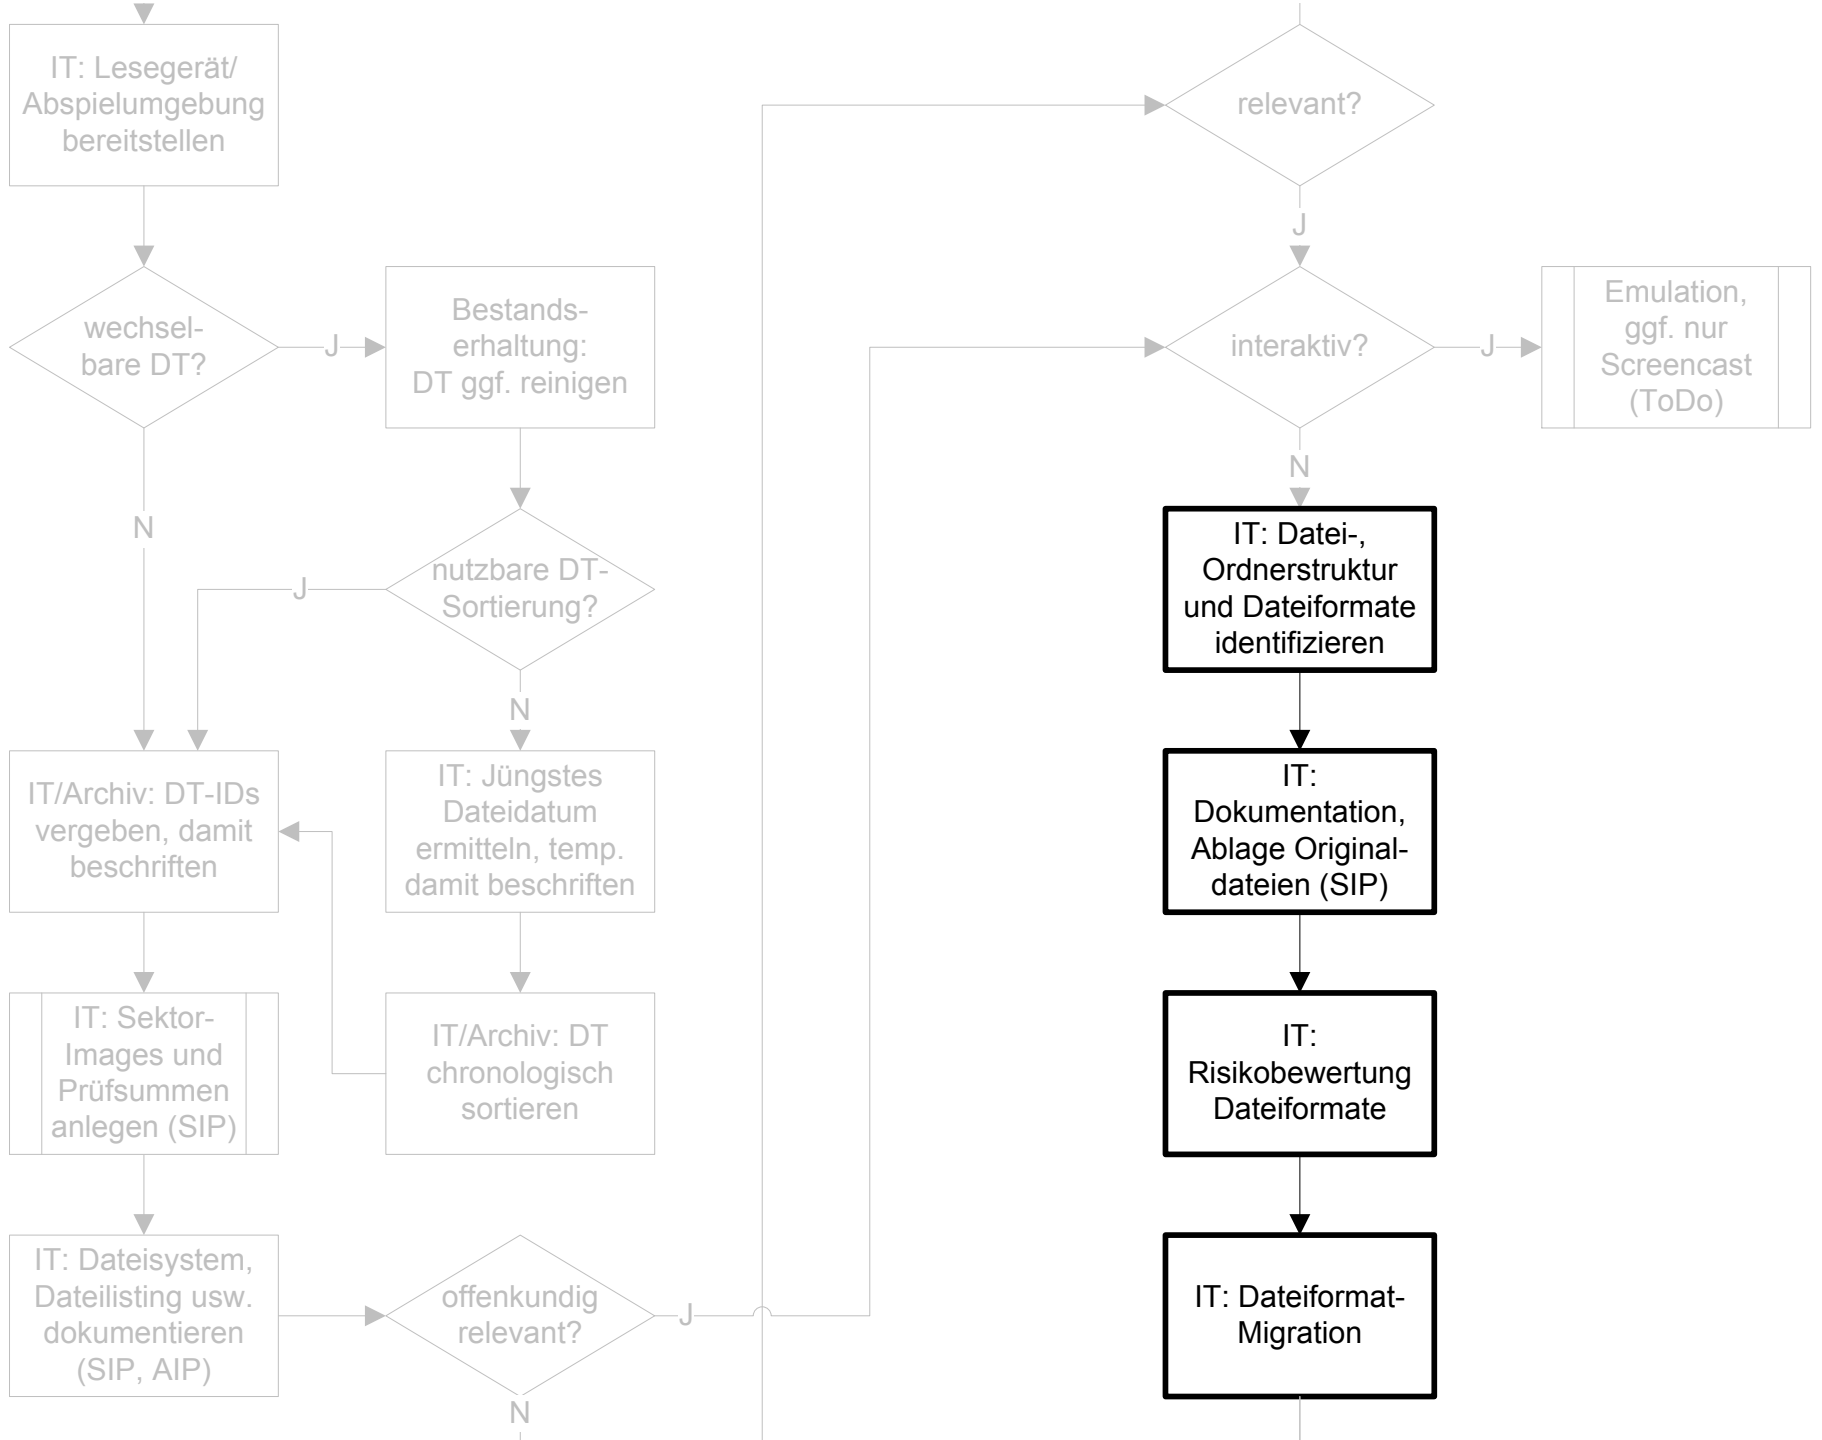 IT: Lesegerät/
Abspielumgebung
bereitstellen
wechsel-
bare DT?
J
N
Bestands-
erhaltung:
DT ggf. reinigen
nutzbare DT-
Sortierung?
J
N
IT/Archiv: DT-IDs
vergeben, damit
beschriften
IT: Jüngstes
Dateidatum
ermitteln, temp.
damit beschriften
IT: Sektor-
Images und
Prüfsummen
anlegen (SIP)
IT/Archiv: DT
chronologisch
sortieren
IT: Dateisystem,
Dateilisting usw.
dokumentieren
(SIP, AIP)
offenkundig
relevant?
J
N
relevant?
J
interaktiv?
J
N
Emulation,
ggf. nur
Screencast
(ToDo)
IT: Datei-,
Ordnerstruktur
und Dateiformate
identifizieren
IT:
Dokumentation,
Ablage Original-
dateien (SIP)
IT:
Risikobewertung
Dateiformate
IT: Dateiformat-
Migration